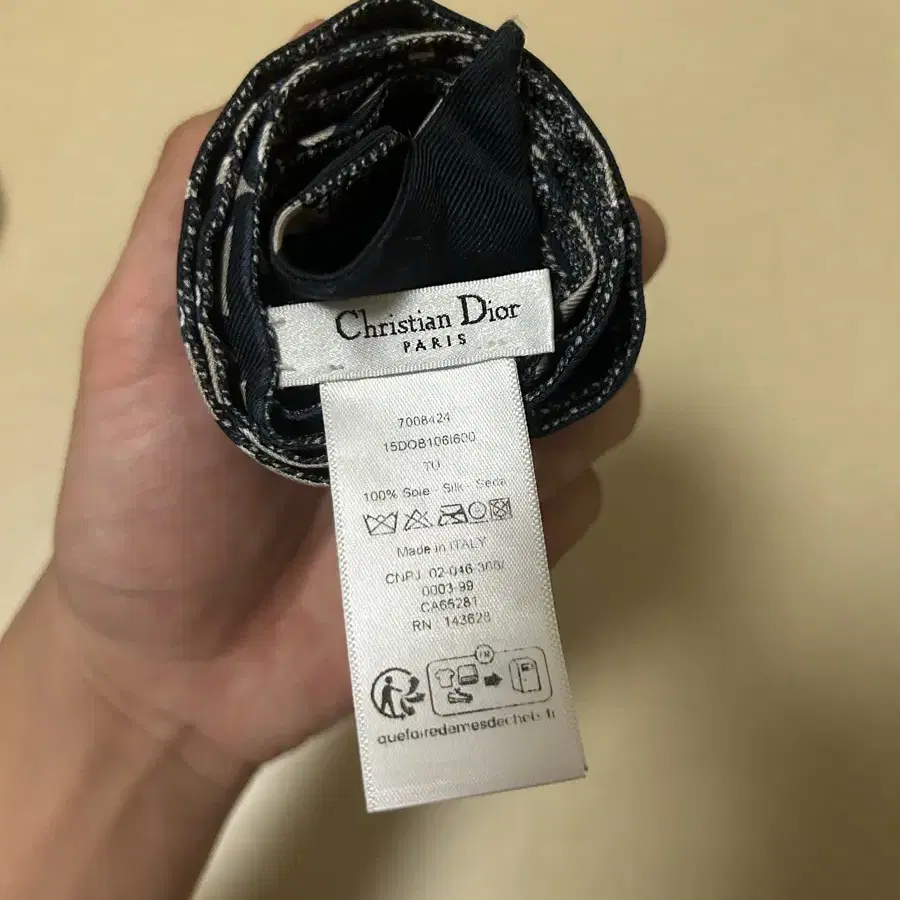 Christian Dior
PARIS
7008424
15DOB106I600
TU
100% Soie - Silk - Seda
Made in ITALY
CNPJ 02-046-300/
0003-99
CA65281
RN 143628
FR
quefairedemesdechets.fr